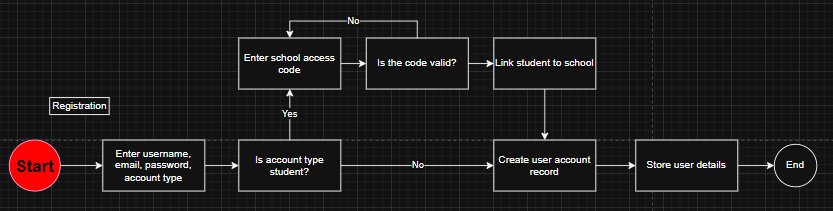 No
Enter school access
code
Is the code valid?
Link student to school
Registration
Yes
Start
Enter username,
email, password,
account type
Is account type
student?
No
Create user account
record
Store user details
End